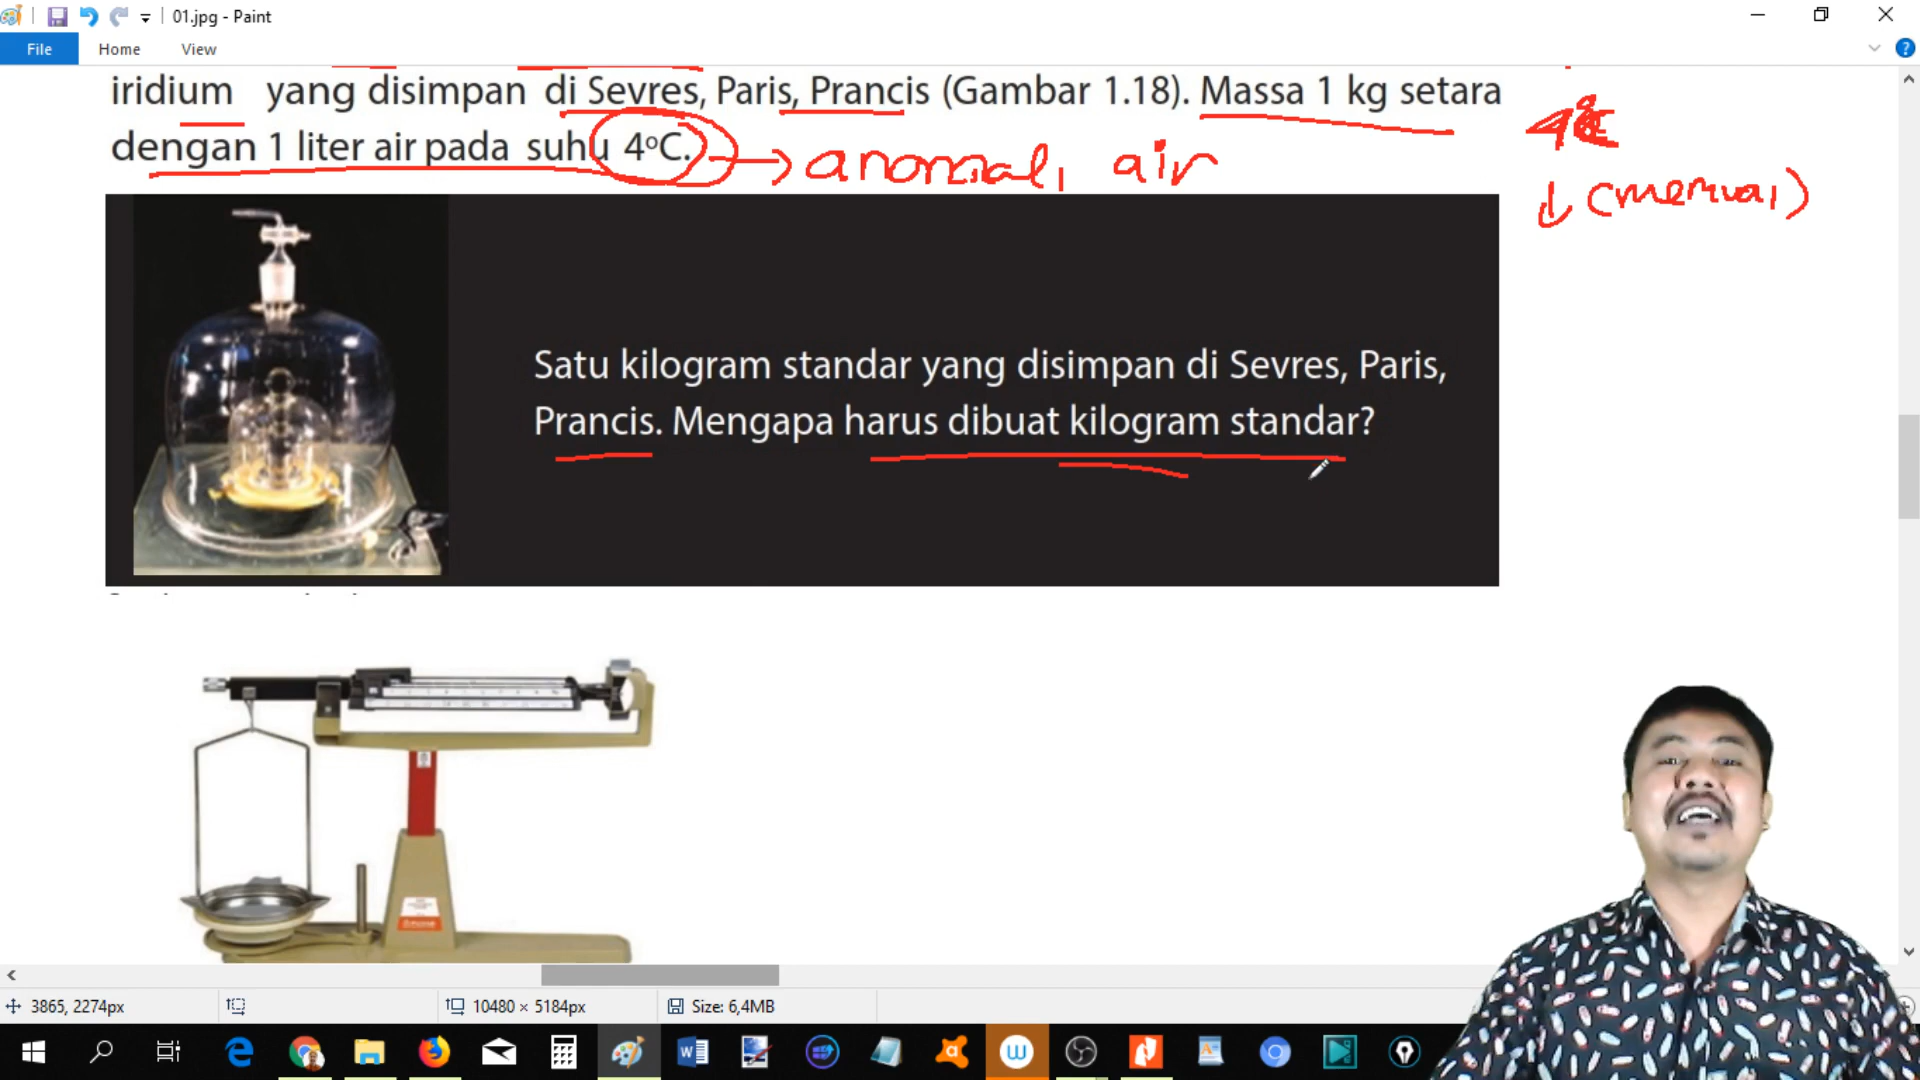 01.jpg - Paint
File Home View
iridium yang disimpan di Sevres, Paris, Prancis (Gambar 1.18). Massa 1 kg setara
dengan 1 liter air pada suhu 4°C.
anomali air
(memuai)
Satu kilogram standar yang disimpan di Sevres, Paris,
Prancis. Mengapa harus dibuat kilogram standar?
3865, 2274px
10480 × 5184px
Size: 6,4MB